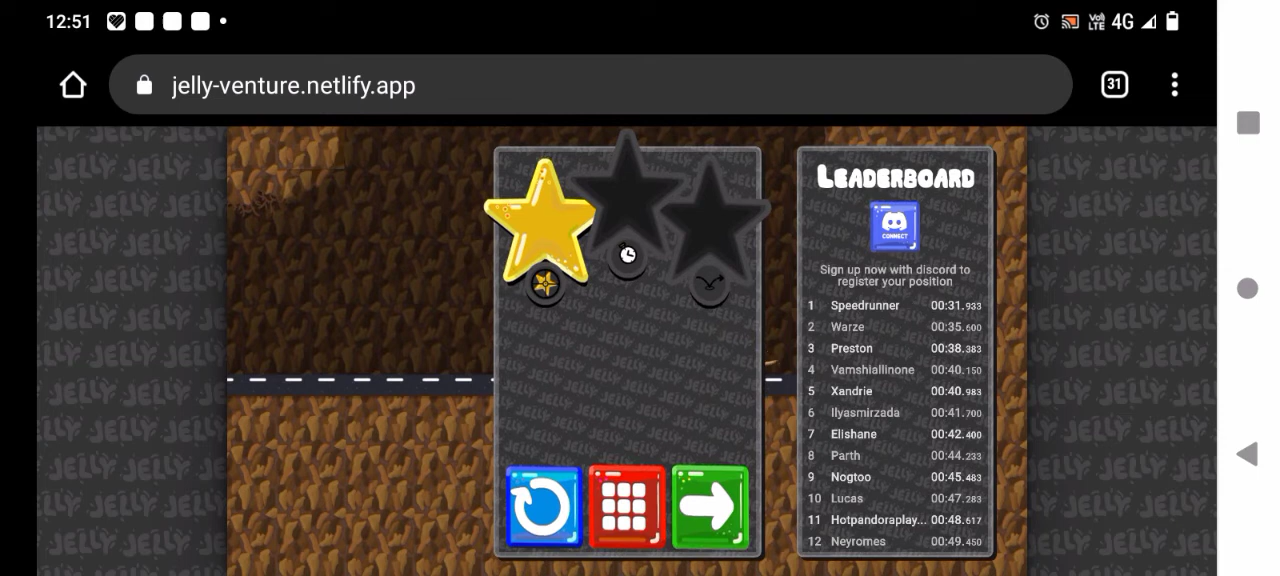 12:51
Vo)
LTE
4G
jelly-venture.netlify.app
31
LEADERBOARD
CONNECT
Sign up now with discord to
register your position
1 Speedrunner 00:31.933
2 Warze 00:35.600
3 Preston 00:38.383
4 Vamshiallinone 00:40.150
5 Xandrie 00:40.983
6 Ilyasmirzada 00:41.700
7 Elishane 00:42.400
8 Parth 00:44.233
9 Nogtoo 00:45.483
10 Lucas 00:47.283
11 Hotpandoraplay... 00:48.617
12 Neyromes 00:49.450
JELLY